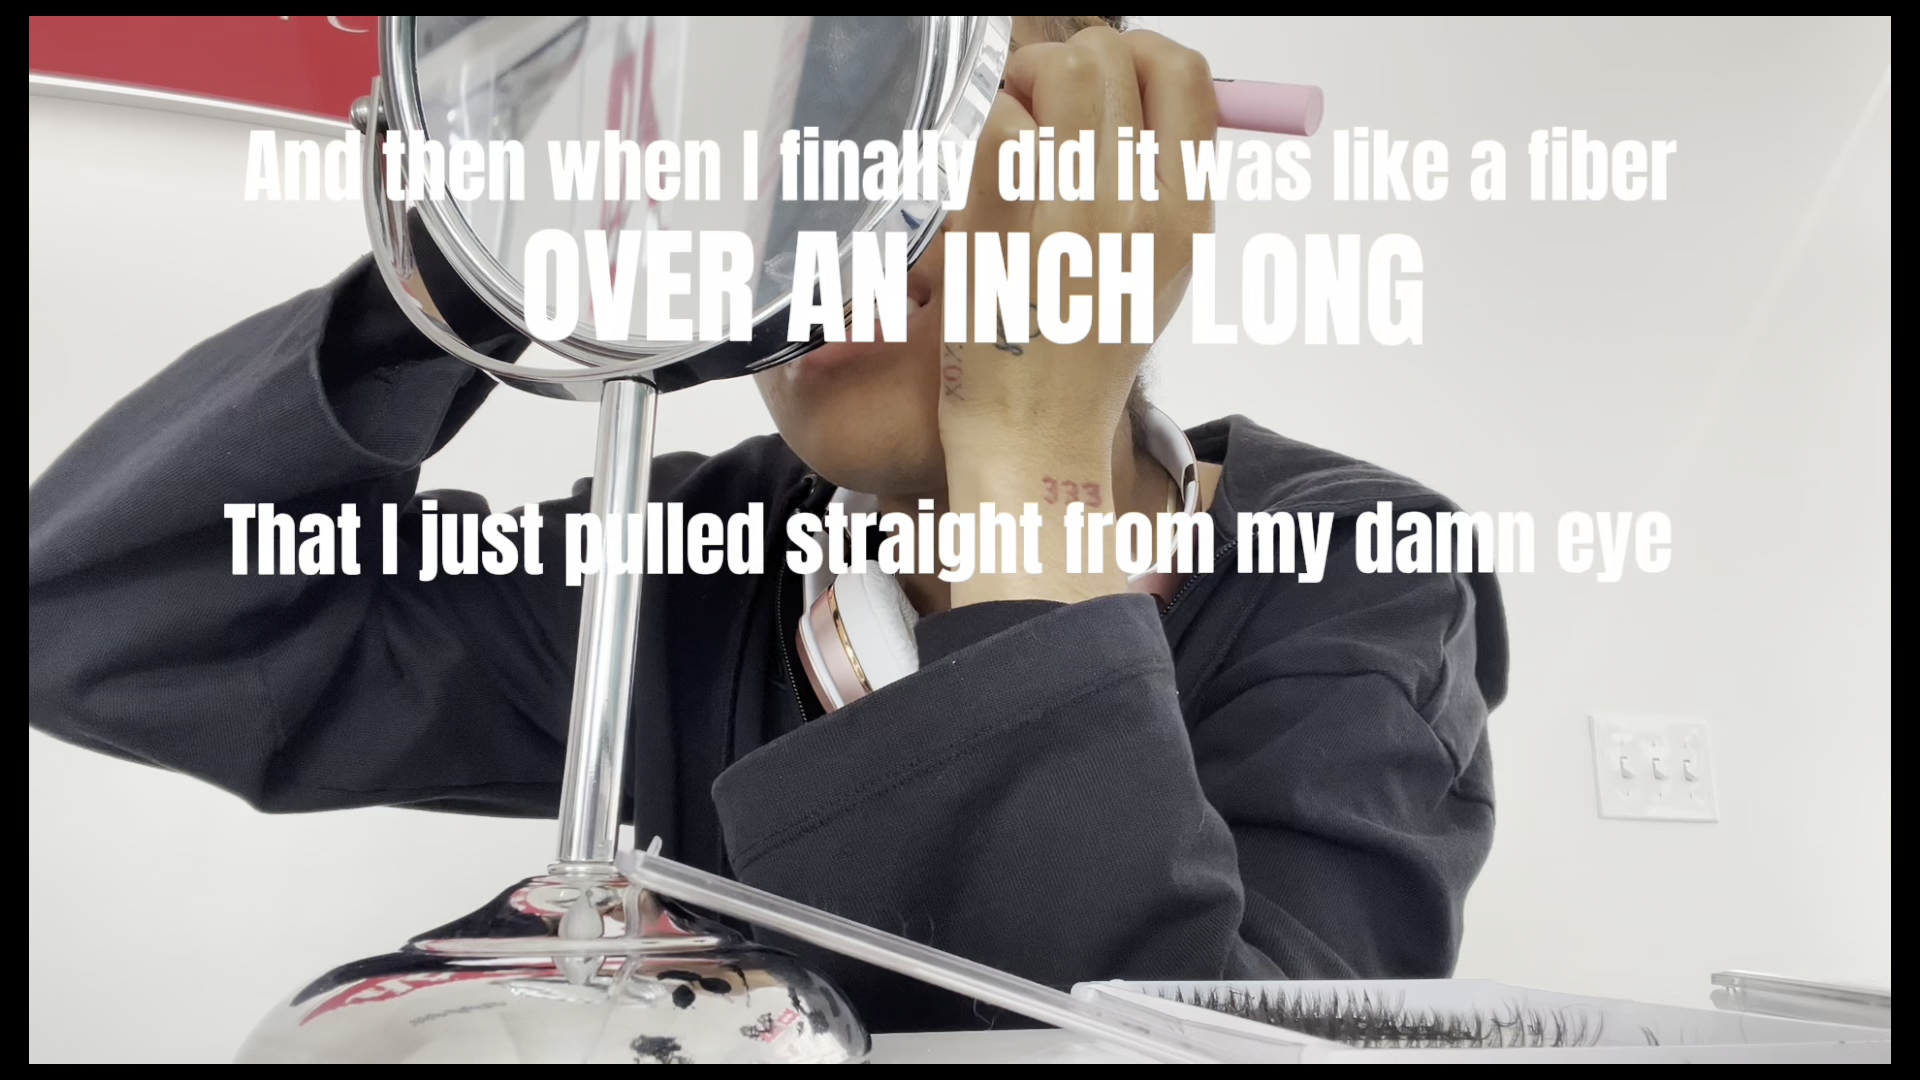 And then when I finally did it was like a fiber
OVER AN INCH LONG
333
That I just pulled straight from my damn eye